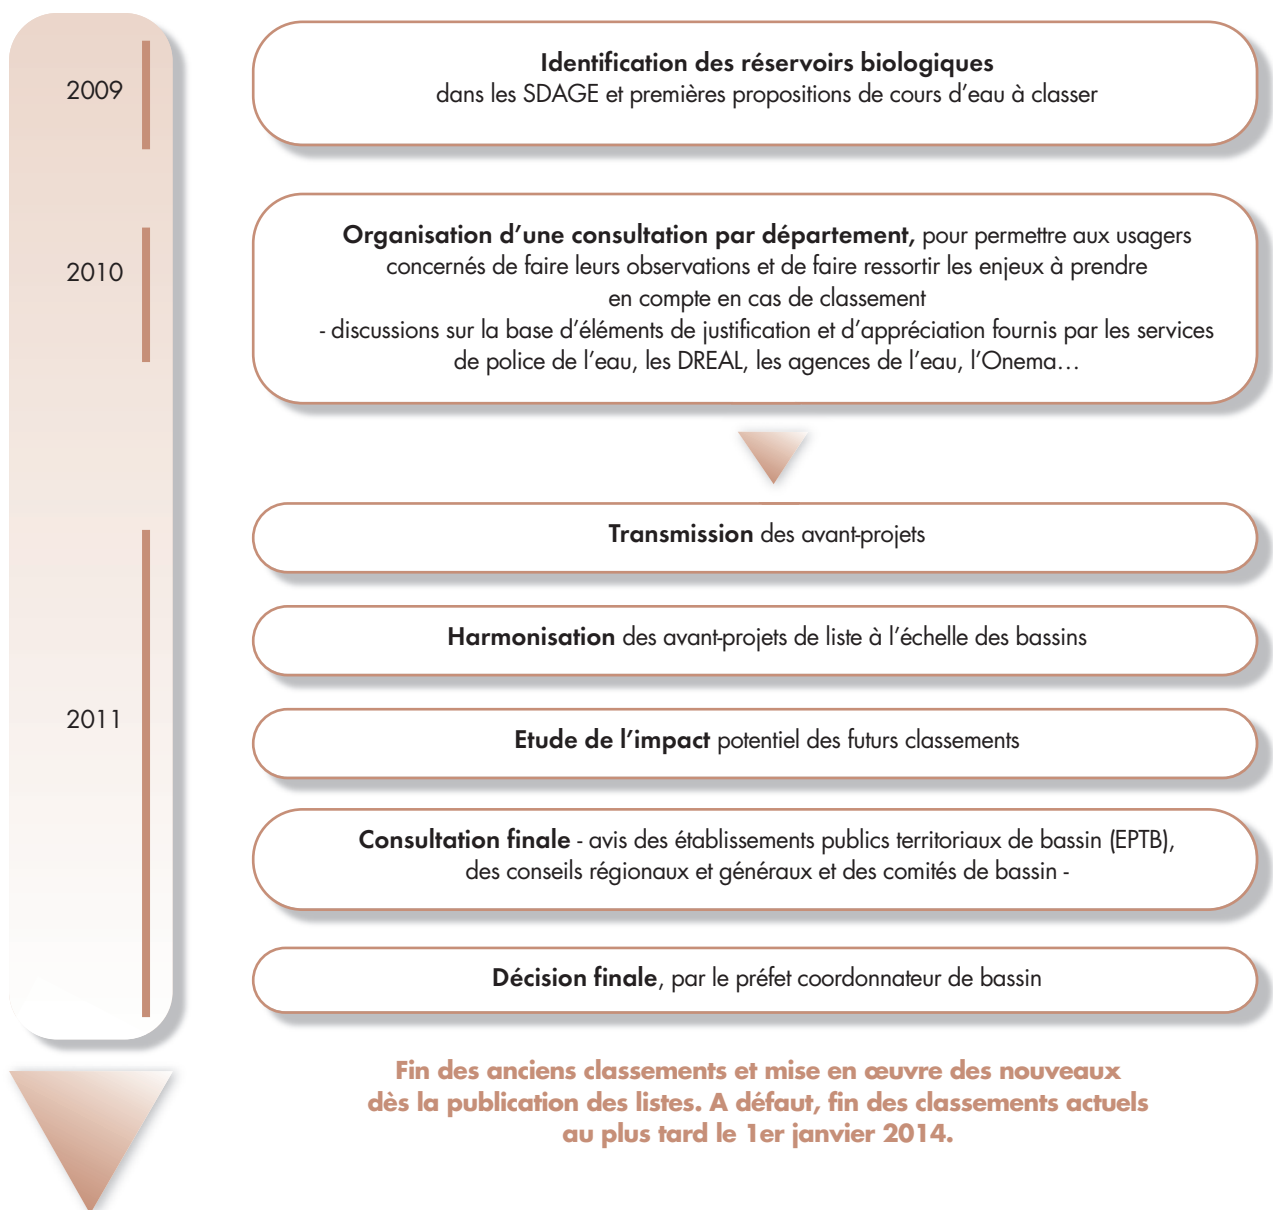 2009
Identification des réservoirs biologiques
dans les SDAGE et premières propositions de cours d’eau à classer
2010
Organisation d’une consultation par département, pour permettre aux usagers
concernés de faire leurs observations et de faire ressortir les enjeux à prendre
en compte en cas de classement
- discussions sur la base d’éléments de justification et d’appréciation fournis par les services
de police de l’eau, les DREAL, les agences de l’eau, l’Onema…
2011
Transmission des avant-projets
Harmonisation des avant-projets de liste à l’échelle des bassins
Etude de l’impact potentiel des futurs classements
Consultation finale - avis des établissements publics territoriaux de bassin (EPTB),
des conseils régionaux et généraux et des comités de bassin -
Décision finale, par le préfet coordonnateur de bassin
Fin des anciens classements et mise en œuvre des nouveaux
dès la publication des listes. A défaut, fin des classements actuels
au plus tard le 1er janvier 2014.